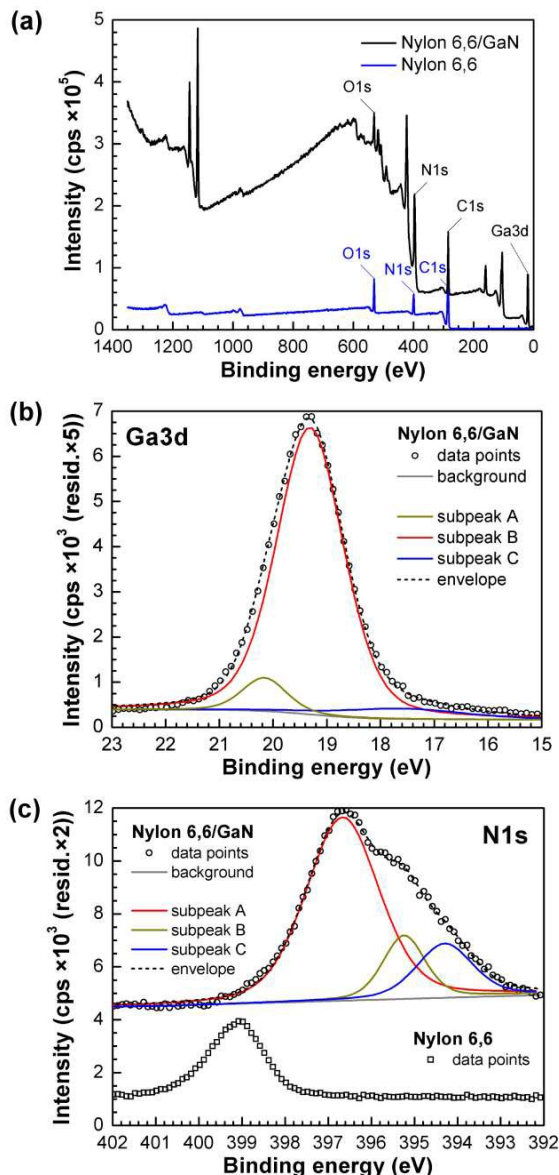 (a)
5
4
3
2
1
0
Intensity (cps ×10⁵)
Nylon 6,6/GaN
Nylon 6,6
O1s
N1s
C1s
Ga3d
O1s
N1s
C1s
1400 1200 1000 800 600 400 200 0
Binding energy (eV)
(b)
7
6
5
4
3
2
1
0
Intensity (cps ×10³ (resid.×5))
Ga3d
Nylon 6,6/GaN
data points
background
subpeak A
subpeak B
subpeak C
envelope
23 22 21 20 19 18 17 16 15
Binding energy (eV)
(c)
12
10
8
6
4
2
0
Intensity (cps ×10³ (resid.×2))
Nylon 6,6/GaN
data points
background
subpeak A
subpeak B
subpeak C
envelope
N1s
Nylon 6,6
data points
402 401 400 399 398 397 396 395 394 393 392
Binding energy (eV)